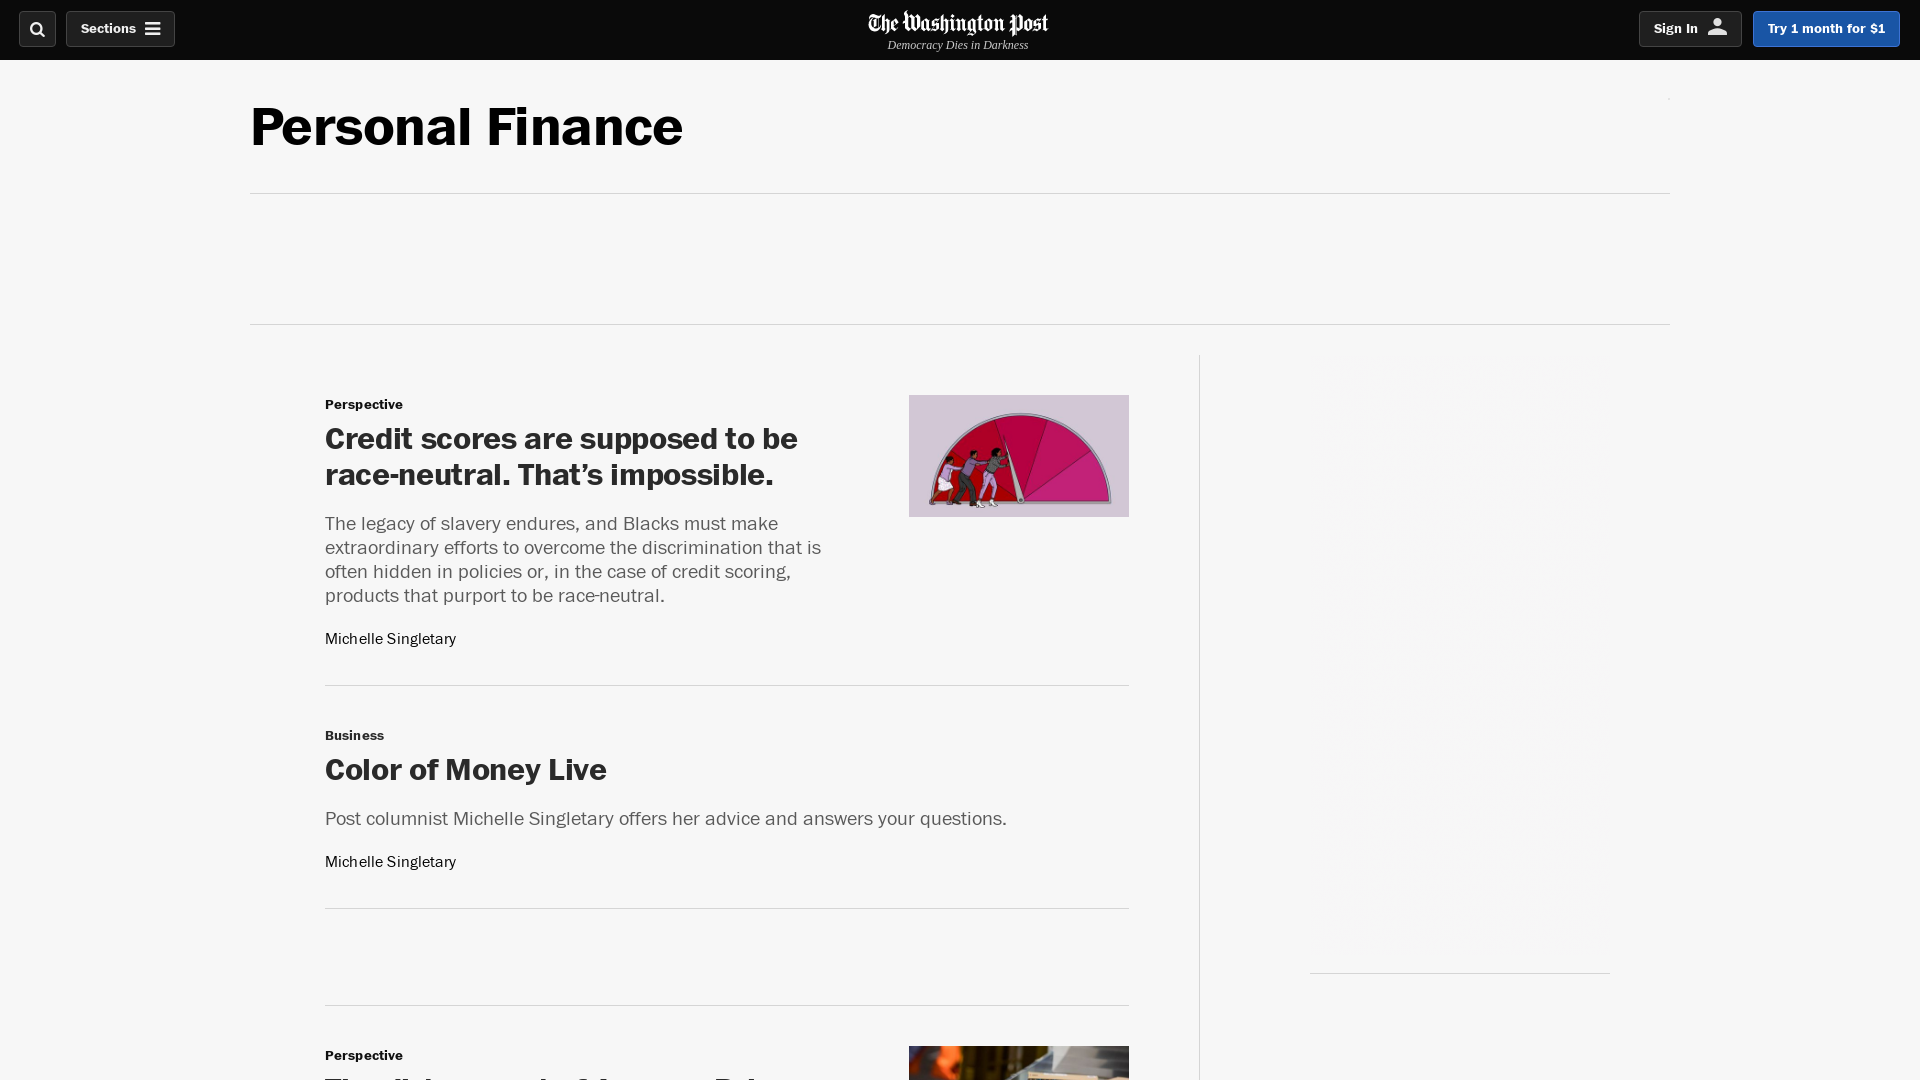 Sections
The Washington Post
Democracy Dies in Darkness
Sign In
Try 1 month for $1
Personal Finance
Perspective
Credit scores are supposed to be
race-neutral. That’s impossible.
The legacy of slavery endures, and Blacks must make
extraordinary efforts to overcome the discrimination that is
often hidden in policies or, in the case of credit scoring,
products that purport to be race-neutral.
Michelle Singletary
Business
Color of Money Live
Post columnist Michelle Singletary offers her advice and answers your questions.
Michelle Singletary
Perspective